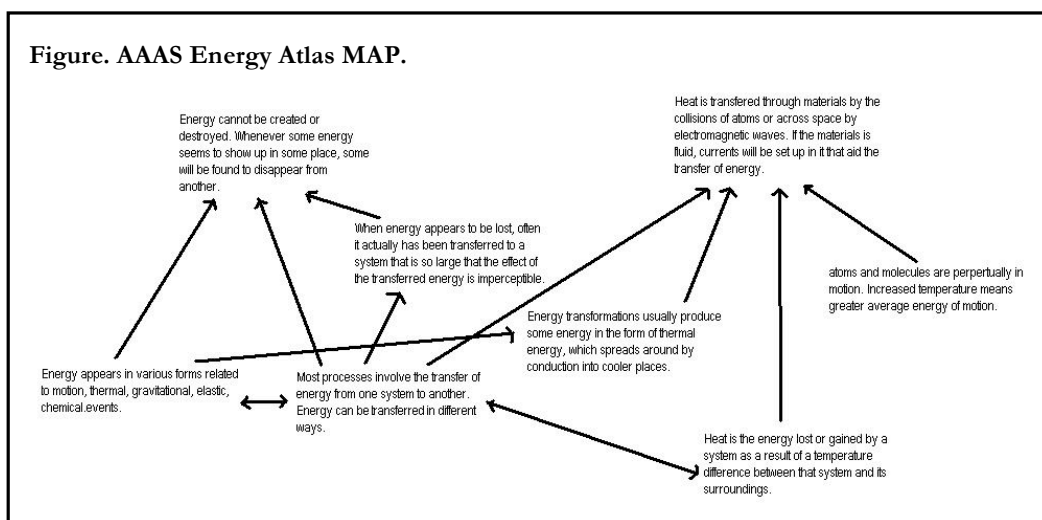 Figure. AAAS Energy Atlas MAP.
Energy cannot be created or
destroyed. Whenever some energy
seems to show up in some place, some
will be found to disappear from
another.
Heat is transfered through materials by the
collisions of atoms or across space by
electromagnetic waves. If the materials is
fluid, currents will be set up in it that aid the
transfer of energy.
When energy appears to be lost, often
it actually has been transferred to a
system that is so large that the effect of
the transferred energy is imperceptible.
atoms and molecules are perpertually in
motion. Increased temperature means
greater average energy of motion.
Energy transformations usually produce
some energy in the form of thermal
energy, which spreads around by
conduction into cooler places.
Energy appears in various forms related
to motion, thermal, gravitational, elastic,
chemical.events.
Most processes involve the transfer of
energy from one system to another.
Energy can be transferred in different
ways.
Heat is the energy lost or gained by a
system as a result of a temperature
difference between that system and its
surroundings.